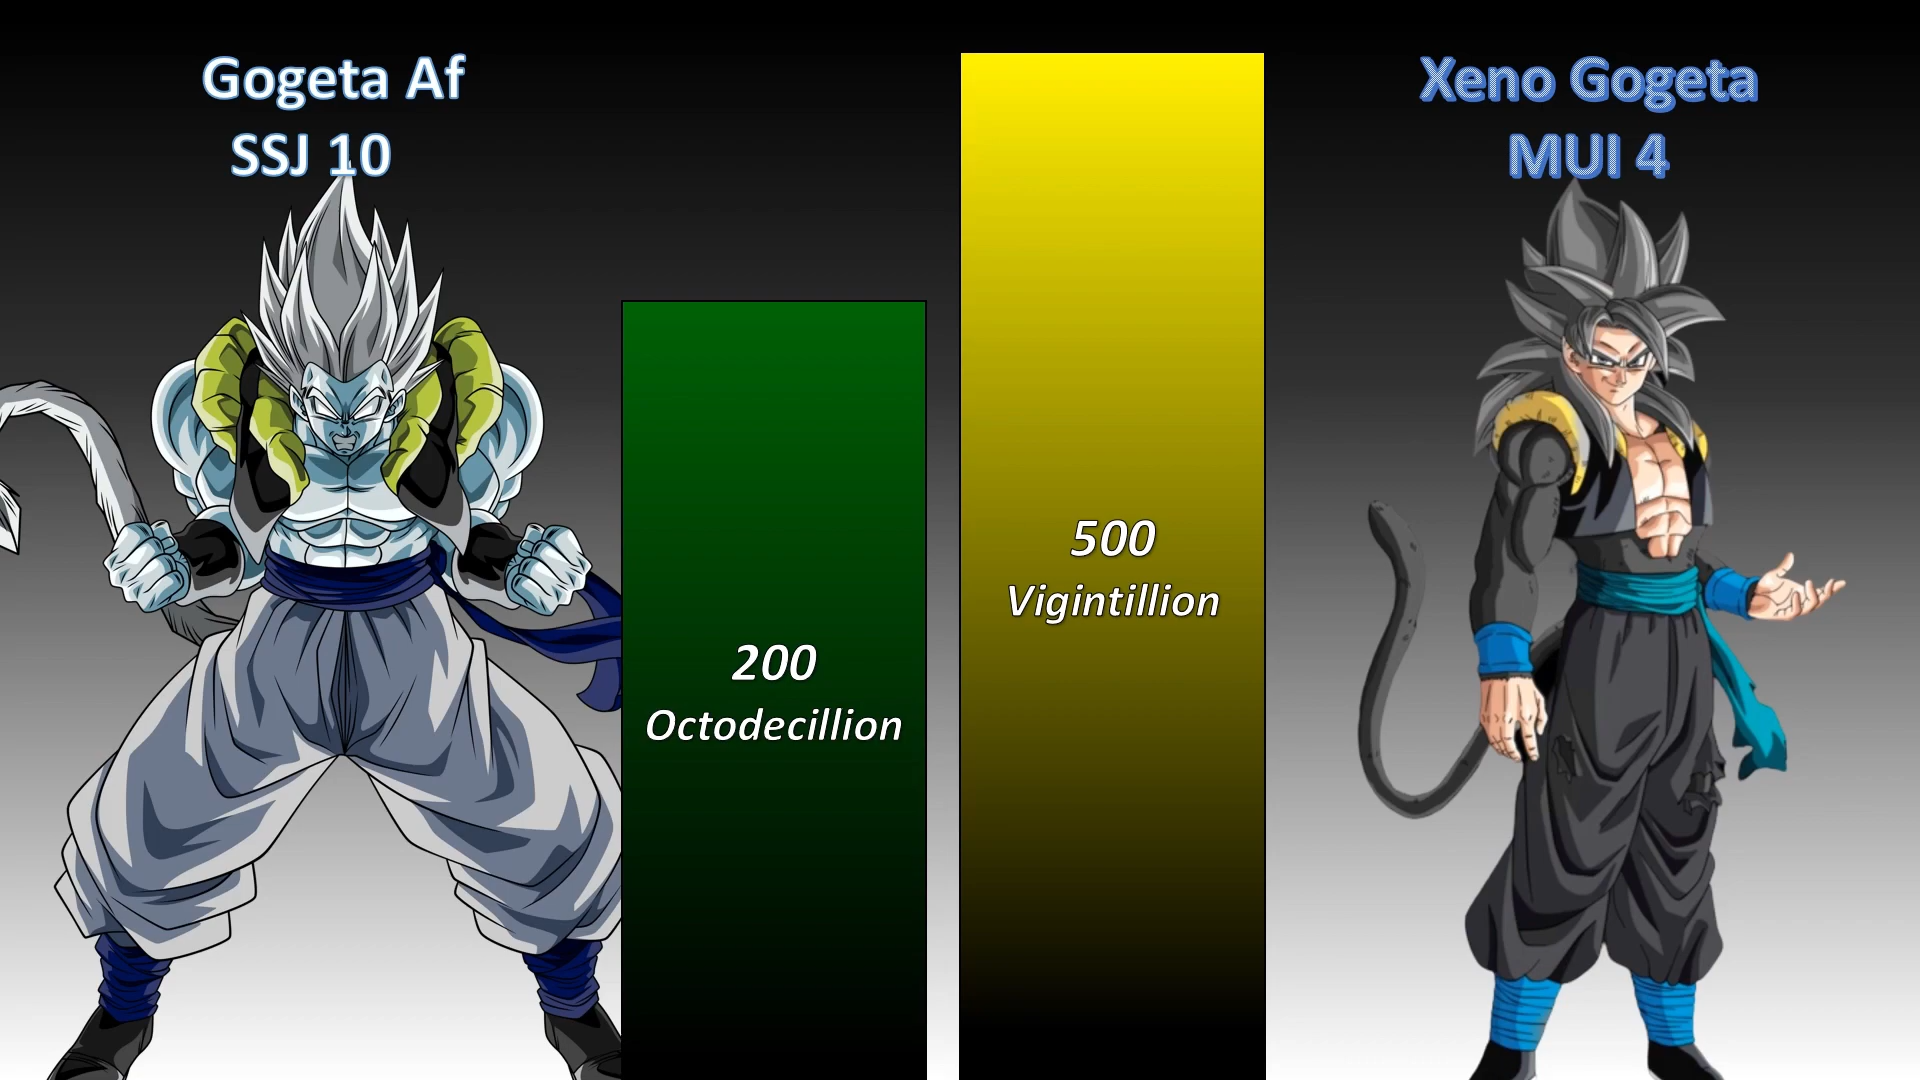 Gogeta Af
SSJ 10
200
Octodecillion
500
Vigintillion
Xeno Gogeta
MUI 4